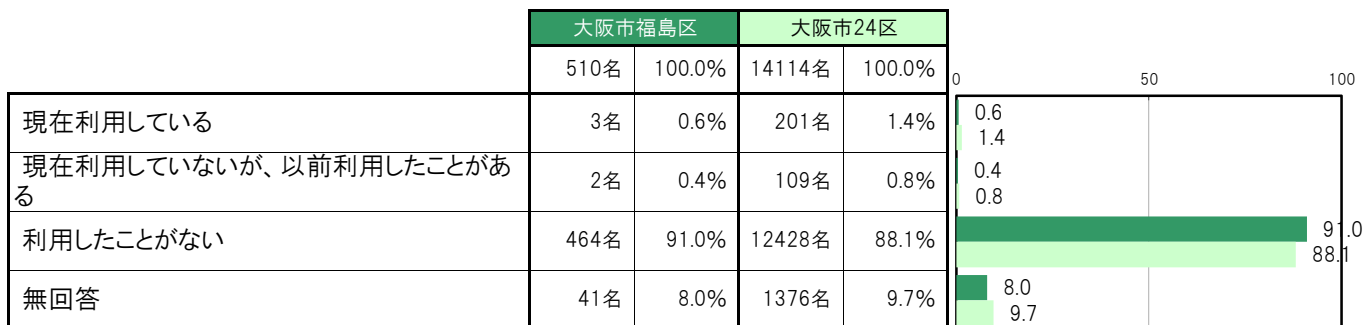 大阪市福島区 大阪市24区
510名 100.0% 14114名 100.0% 0 50 100
現在利用している 3名 0.6% 201名 1.4% 0.6
1.4
現在利用していないが、以前利用したことがあ
る 2名 0.4% 109名 0.8% 0.4
0.8
利用したことがない 464名 91.0% 12428名 88.1% 91.0
88.1
無回答 41名 8.0% 1376名 9.7% 8.0
9.7